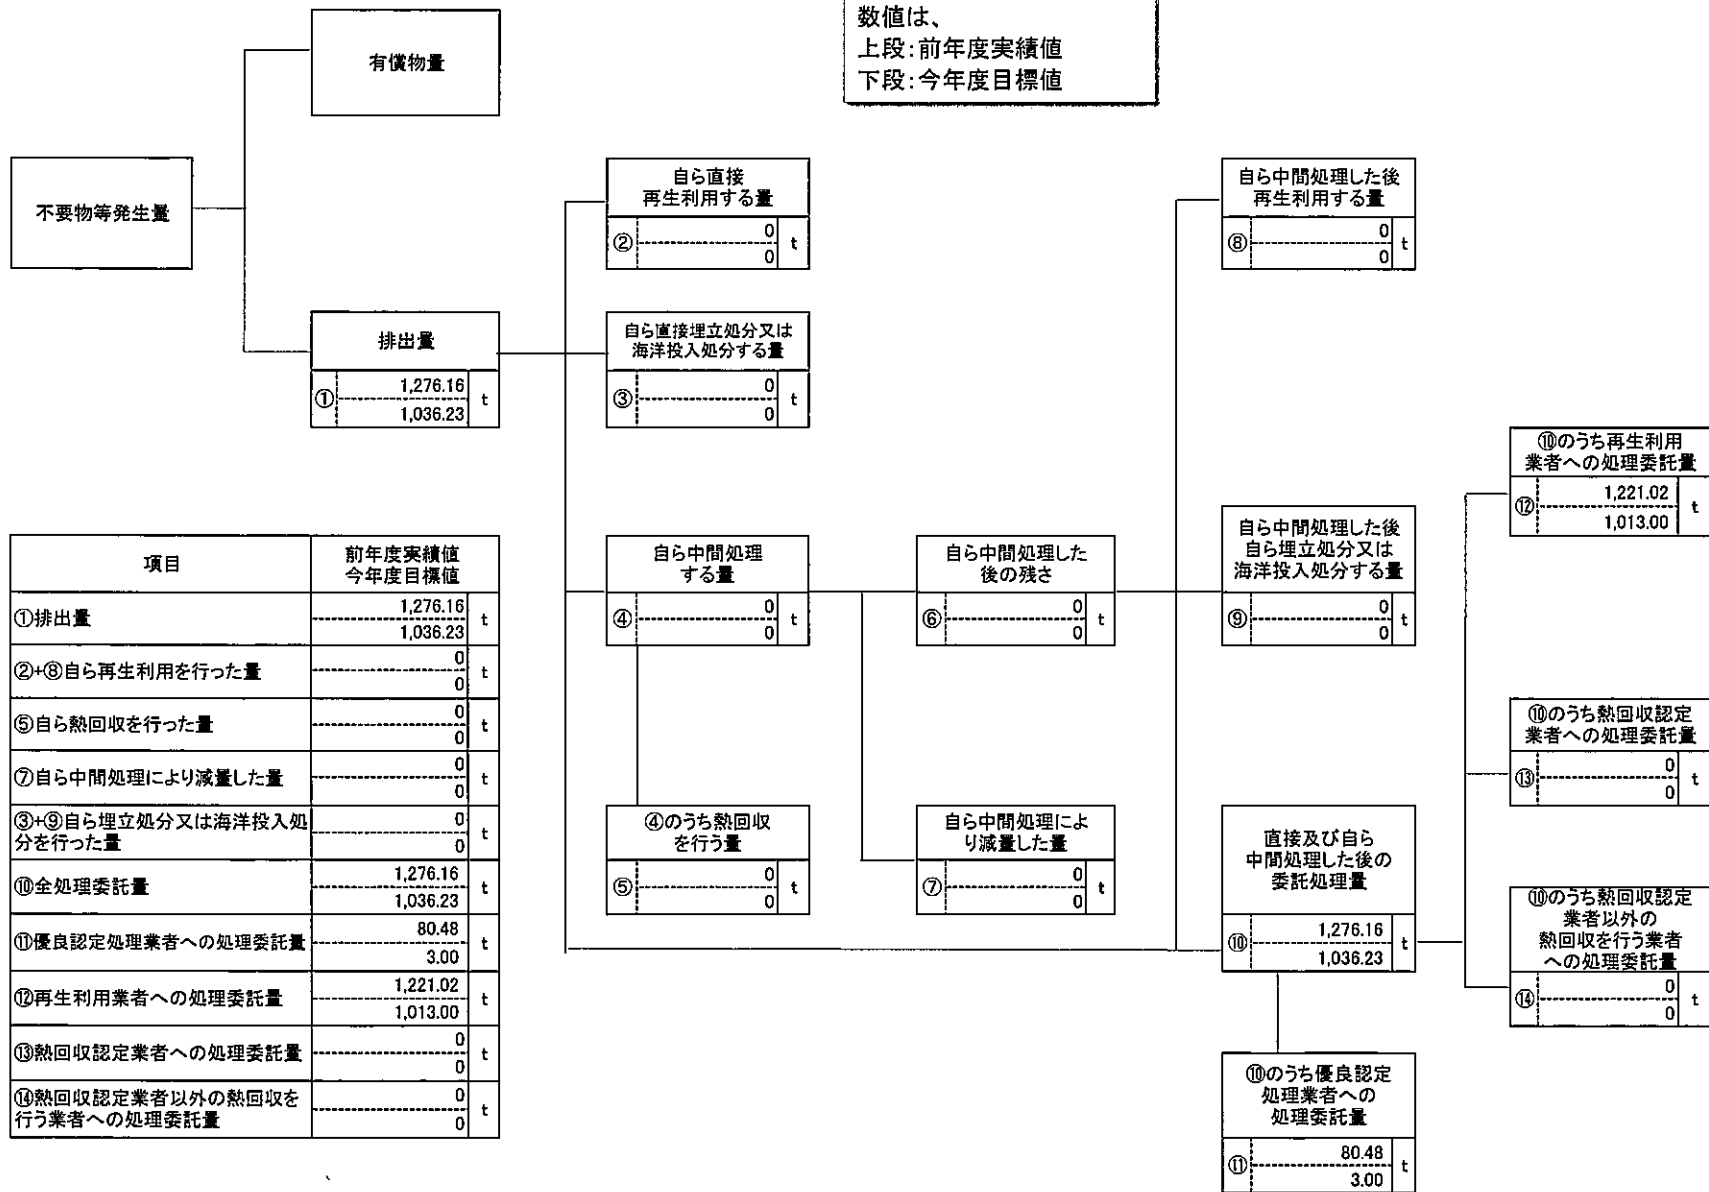 数値は、
上段:前年度実績値
下段:今年度目標値
有償物量
不要物等発生量
排出量
① 1,276.16 t
1,036.23
自ら直接
再生利用する量
② 0 t
0
自ら直接埋立処分又は
海洋投入処分する量
③ 0 t
0
自ら中間処理
する量
④ 0 t
0
④のうち熱回収
を行う量
⑤ 0 t
0
自ら中間処理した
後の残さ
⑥ 0 t
0
自ら中間処理によ
り減量した量
⑦ 0 t
0
自ら中間処理した後
再生利用する量
⑧ 0 t
0
自ら中間処理した後
自ら埋立処分又は
海洋投入処分する量
⑨ 0 t
0
直接及び自ら
中間処理した後の
委託処理量
⑩ 1,276.16 t
1,036.23
⑩のうち優良認定
処理業者への
処理委託量
⑪ 80.48 t
3.00
⑩のうち再生利用
業者への処理委託量
⑫ 1,221.02 t
1,013.00
⑩のうち熱回収認定
業者への処理委託量
⑬ 0 t
0
⑩のうち熱回収認定
業者以外の
熱回収を行う業者
への処理委託量
⑭ 0 t
0
項目 前年度実績値
今年度目標値
①排出量 1,276.16 t
1,036.23
②+⑧自ら再生利用を行った量 0 t
0
⑤自ら熱回収を行った量 0 t
0
⑦自ら中間処理により減量した量 0 t
0
③+⑨自ら埋立処分又は海洋投入処
分を行った量 0 t
0
⑩全処理委託量 1,276.16 t
1,036.23
⑪優良認定処理業者への処理委託量 80.48 t
3.00
⑫再生利用業者への処理委託量 1,221.02 t
1,013.00
⑬熱回収認定業者への処理委託量 0 t
0
⑭熱回収認定業者以外の熱回収を
行う業者への処理委託量 0 t
0